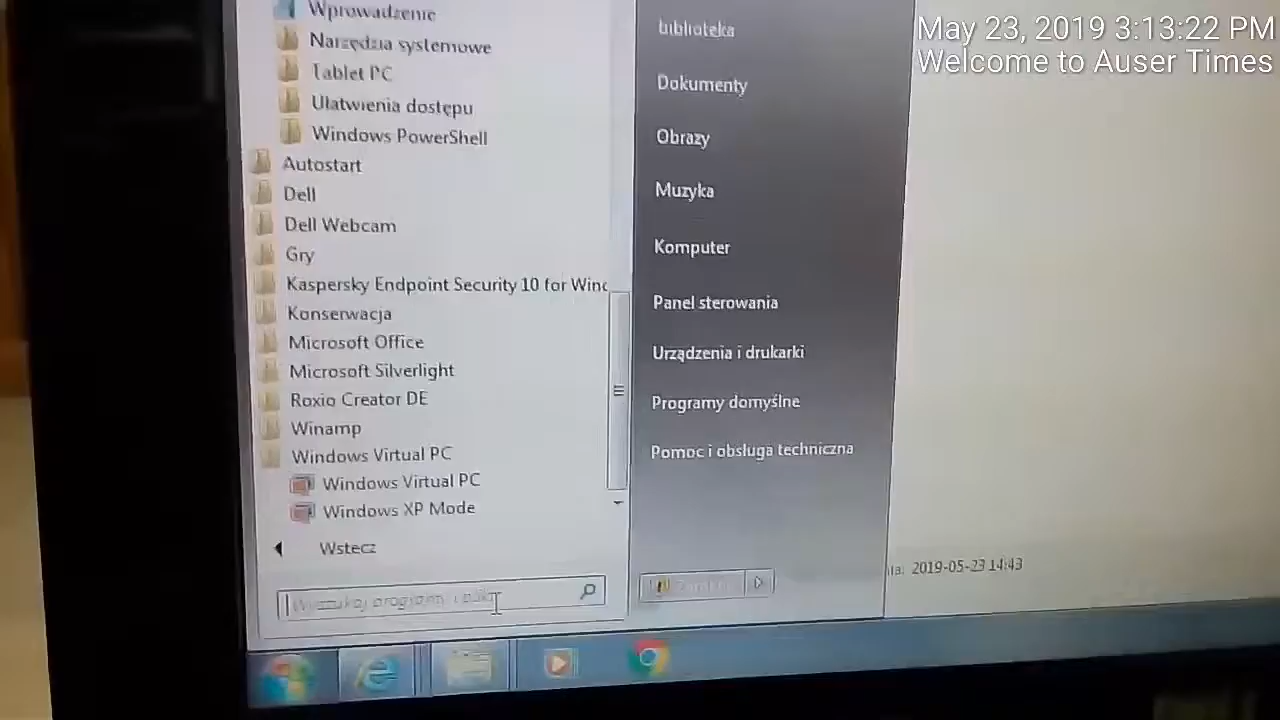 May 23, 2019 3:13:22 PM
Welcome to Auser Times
Wprowadzenie
Narzędzia systemowe
Tablet PC
Ułatwienia dostępu
Windows PowerShell
Autostart
Dell
Dell Webcam
Gry
Kaspersky Endpoint Security 10 for Wind
Konserwacja
Microsoft Office
Microsoft Silverlight
Roxio Creator DE
Winamp
Windows Virtual PC
Windows Virtual PC
Windows XP Mode
Wstecz
Wyszukaj programy i pliki
biblioteka
Dokumenty
Obrazy
Muzyka
Komputer
Panel sterowania
Urządzenia i drukarki
Programy domyślne
Pomoc i obsługa techniczna
2019-05-23 14:43